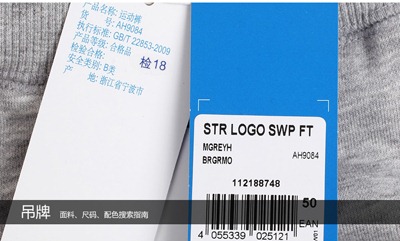 产品名称: 运动裤
货 号: AH9084
执行标准: GB/T 22853-2009
产品等级: 合格品
检验合格: 检18
安全类别: B类
产 地: 浙江省宁波市
STR LOGO SWP FT
MGREYH
BRGRMO
AH9084
112188748
50
EAN
4 055339 025121
吊牌 面料、尺码、配色搜索指南